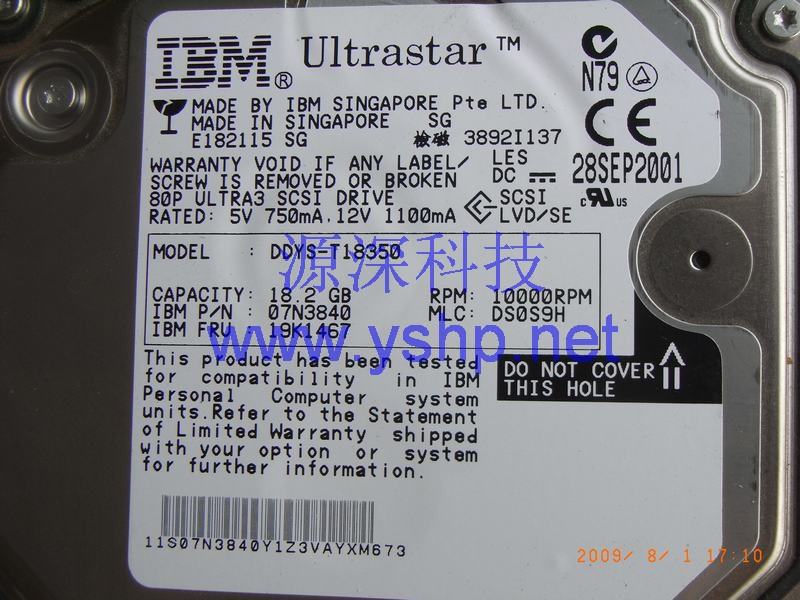 IBM® Ultrastar™
N79
MADE BY IBM SINGAPORE Pte LTD.
MADE IN SINGAPORE SG
E182115 SG 檢磁 3892I137
CE
WARRANTY VOID IF ANY LABEL/
SCREW IS REMOVED OR BROKEN
LES
DC
28SEP2001
80P ULTRA3 SCSI DRIVE
RATED: 5V 750mA, 12V 1100mA
SCSI
LVD/SE
c RU us
MODEL : DDYS-T18350
源深科技
CAPACITY: 18.2 GB RPM: 10000RPM
IBM P/N : 07N3840 MLC: DS0S9H
IBM FRU : 19K1467
www.yshp.net
This product has been tested
for compatibility in IBM
Personal Computer system
units.Refer to the Statement
of Limited Warranty shipped
with your option or system
for further information.
DO NOT COVER
THIS HOLE
11S07N3840Y1Z3VAYXM673
2009/ 8/ 1 17:10